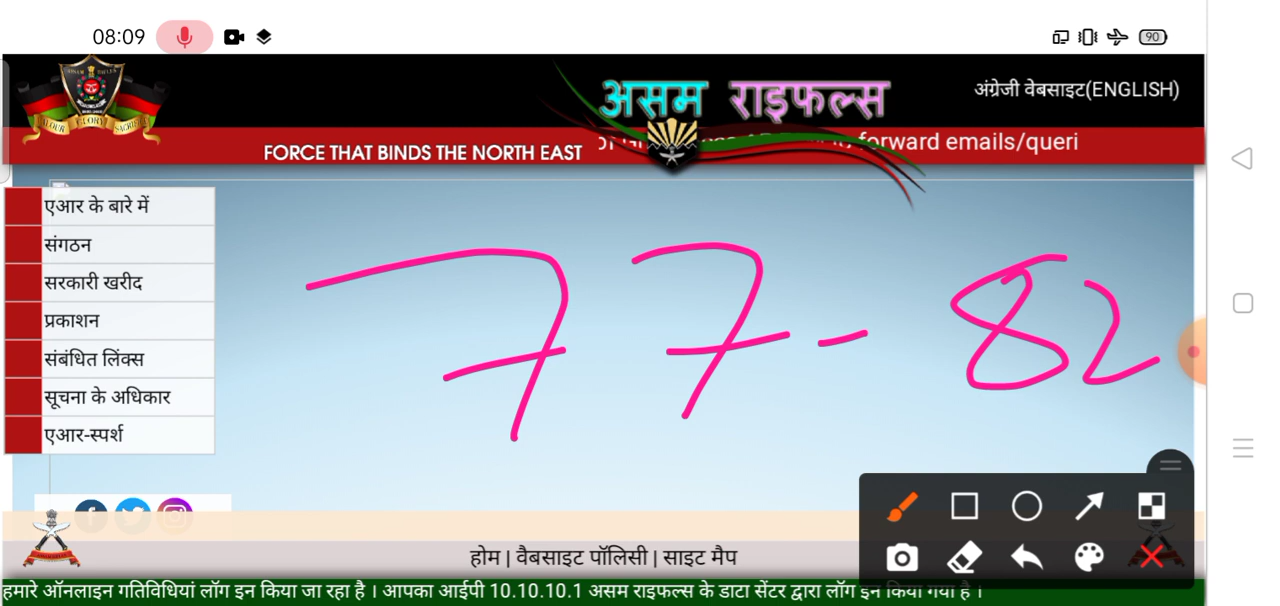 08:09
90
असम राइफल्स
अंग्रेजी वेबसाइट(ENGLISH)
FORCE THAT BINDS THE NORTH EAST
forward emails/queri
एआर के बारे में
संगठन
सरकारी खरीद
प्रकाशन
संबंधित लिंक्स
सूचना के अधिकार
एआर-स्पर्श
77-82
होम | वैबसाइट पॉलिसी | साइट मैप
हमारे ऑनलाइन गतिविधियां लॉग इन किया जा रहा है । आपका आईपी 10.10.10.1 असम राइफल्स के डाटा सेंटर द्वारा लॉग इन किया गया है ।